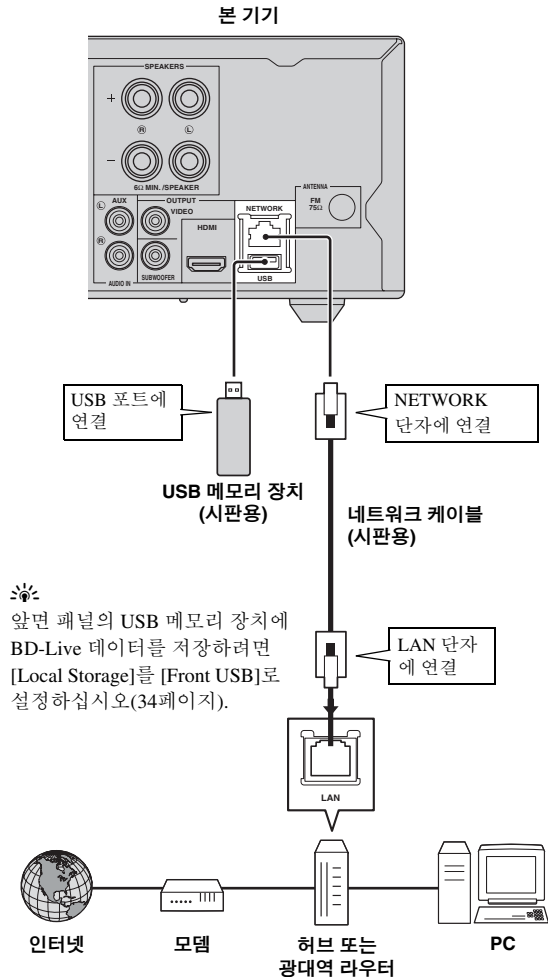 본 기기
SPEAKERS
+
R
L
−
6Ω MIN. /SPEAKER
ANTENNA
FM
75Ω
L
AUX
OUTPUT
VIDEO
NETWORK
HDMI
R
SUBWOOFER
USB
AUDIO IN
USB 포트에
연결
NETWORK
단자에 연결
USB 메모리 장치
(시판용)
네트워크 케이블
(시판용)
앞면 패널의 USB 메모리 장치에
BD-Live 데이터를 저장하려면
[Local Storage]를 [Front USB]로
설정하십시오(34페이지).
LAN 단자
에 연결
LAN
인터넷
모뎀
허브 또는
광대역 라우터
PC